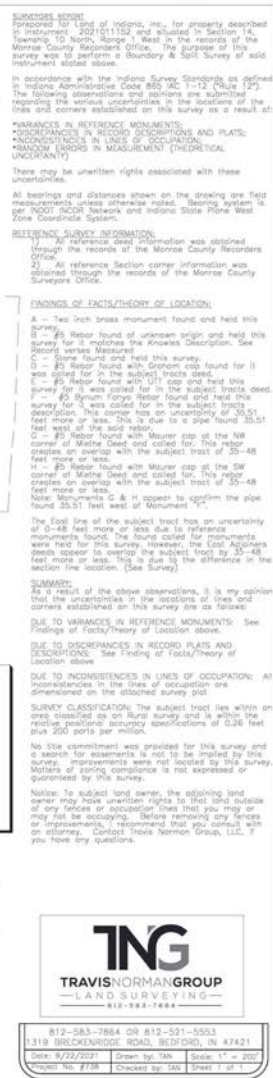 SURVEYORS REPORT
Parepared for Land of Indiana, Inc., for property described
in instrument 2021011152 and situated in Section 14,
Township 10 North, Range 1 West in the records of the
Monroe County Recorders Office. The purpose of this
survey was to perform a Boundary & Split Survey of said
instrument stated above.
In accordance with the Indiana Survey Standards as defined
in Indiana Administrative Code 865 IAC 1-12 ("Rule 12").
The following observations and opinions are submitted
regarding the various uncertainties in the locations of the
lines and corners established on this survey as a result of:
*VARIANCES IN REFERENCE MONUMENTS;
*DISCREPANCIES IN RECORD DESCRIPTIONS AND PLATS;
*INCONSISTENCIES IN LINES OF OCCUPATION;
*RANDOM ERRORS IN MEASUREMENT (THEORETICAL
UNCERTAINTY)
There may be unwritten rights associated with these
uncertainties.
All bearings and distances shown on the drawing are field
measurements unless otherwise noted. Bearing system is
per INDOT INCOR Network and Indiana State Plane West
Zone Coordinate System.
REFERENCE SURVEY INFORMATION:
1) All reference deed information was obtained
through the records of the Monroe County Recorders
Office.
2) All reference Section corner information was
obtained through the records of the Monroe County
Surveyors Office.
FINDINGS OF FACTS/THEORY OF LOCATION:
A - Two inch brass monument found and held this
survey.
B - #5 Rebar found of unknown origin and held this
survey for it matches the Knowles Description. See
Record verses Measured
C - Stone found and held this survey.
D - #5 Rebar found with Graham cap found for it
was called for in the subject tracts deed.
E - #5 Rebar found with UTT cap and held this
survey for it was called for in the subject tracts deed.
F - #5 Bynum Fanyo Rebar found and held this
survey for it was called for in the subject tracts
description. This corner has an uncertainty of 35.51
feet more or less. This is due to a pipe found 35.51
feet west of the said rebar.
G - #5 Rebar found with Maurer cap at the NW
corner of Miethe Deed and called for. This rebar
creates an overlap with the subject tract of 35-48
feet more or less.
H - #5 Rebar found with Maurer cap at the SW
corner of Miethe Deed and called for. This rebar
creates an overlap with the subject tract of 35-48
feet more or less.
Note: Monuments G & H appear to confirm the pipe
found 35.51 feet west of Monument "F".
The East line of the subject tract has an uncertainty
of 0-48 feet more or less due to reference
monuments found. The found called for monuments
were held for this survey. However, the East Adjoiners
deeds appear to overlap the subject tract by 35-48
feet more or less. This is due to the difference in the
section line location. (See Survey)
SUMMARY:
As a result of the above observations, it is my opinion
that the uncertainties in the locations of lines and
corners established on this survey are as follows:
DUE TO VARIANCES IN REFERENCE MONUMENTS: See
Findings of Facts/Theory of Location above.
DUE TO DISCREPANCIES IN RECORD PLATS AND
DESCRIPTIONS: See Finding of Facts/Theory of
Location above
DUE TO INCONSISTENCIES IN LINES OF OCCUPATION: All
inconsistencies in the lines of occupation are
dimensioned on the attached survey plat
SURVEY CLASSIFICATION: The subject tract lies within an
area classified as an Rural survey and is within the
relative positional accuracy specifications of 0.26 feet
plus 200 parts per million.
No title commitment was provided for this survey and
a search for easements is not to be implied by this
survey. Improvements were not located by this survey.
Matters of zoning compliance is not expressed or
guaranteed by this survey.
Notice: To subject land owner, the adjoining land
owner may have unwritten rights to that land outside
of any fences or occupation lines that you may or
may not be occupying. Before removing any fences
or improvements, I recommend that you consult with
an attorney. Contact Travis Norman Group, LLC, if
you have any questions.
TNG
TRAVISNORMANGROUP
—LAND SURVEYING—
812-583-7864
812-583-7864 OR 812-521-5553
1319 BRECKENRIDGE ROAD, BEDFORD, IN 47421
Date: 9/22/2021 Drawn by: TAN Scale: 1" = 200'
Project No. #738 Checked by: TAN Sheet 1 of 1